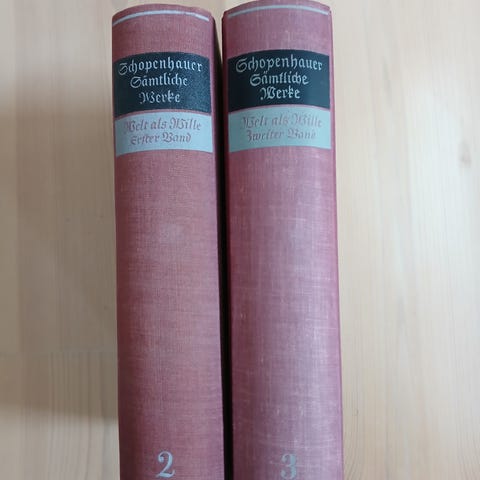 Schopenhauer
Sämtliche
Werke
Welt als Wille
Erster Band
2
Schopenhauer
Sämtliche
Werke
Welt als Wille
Zweiter Band
3